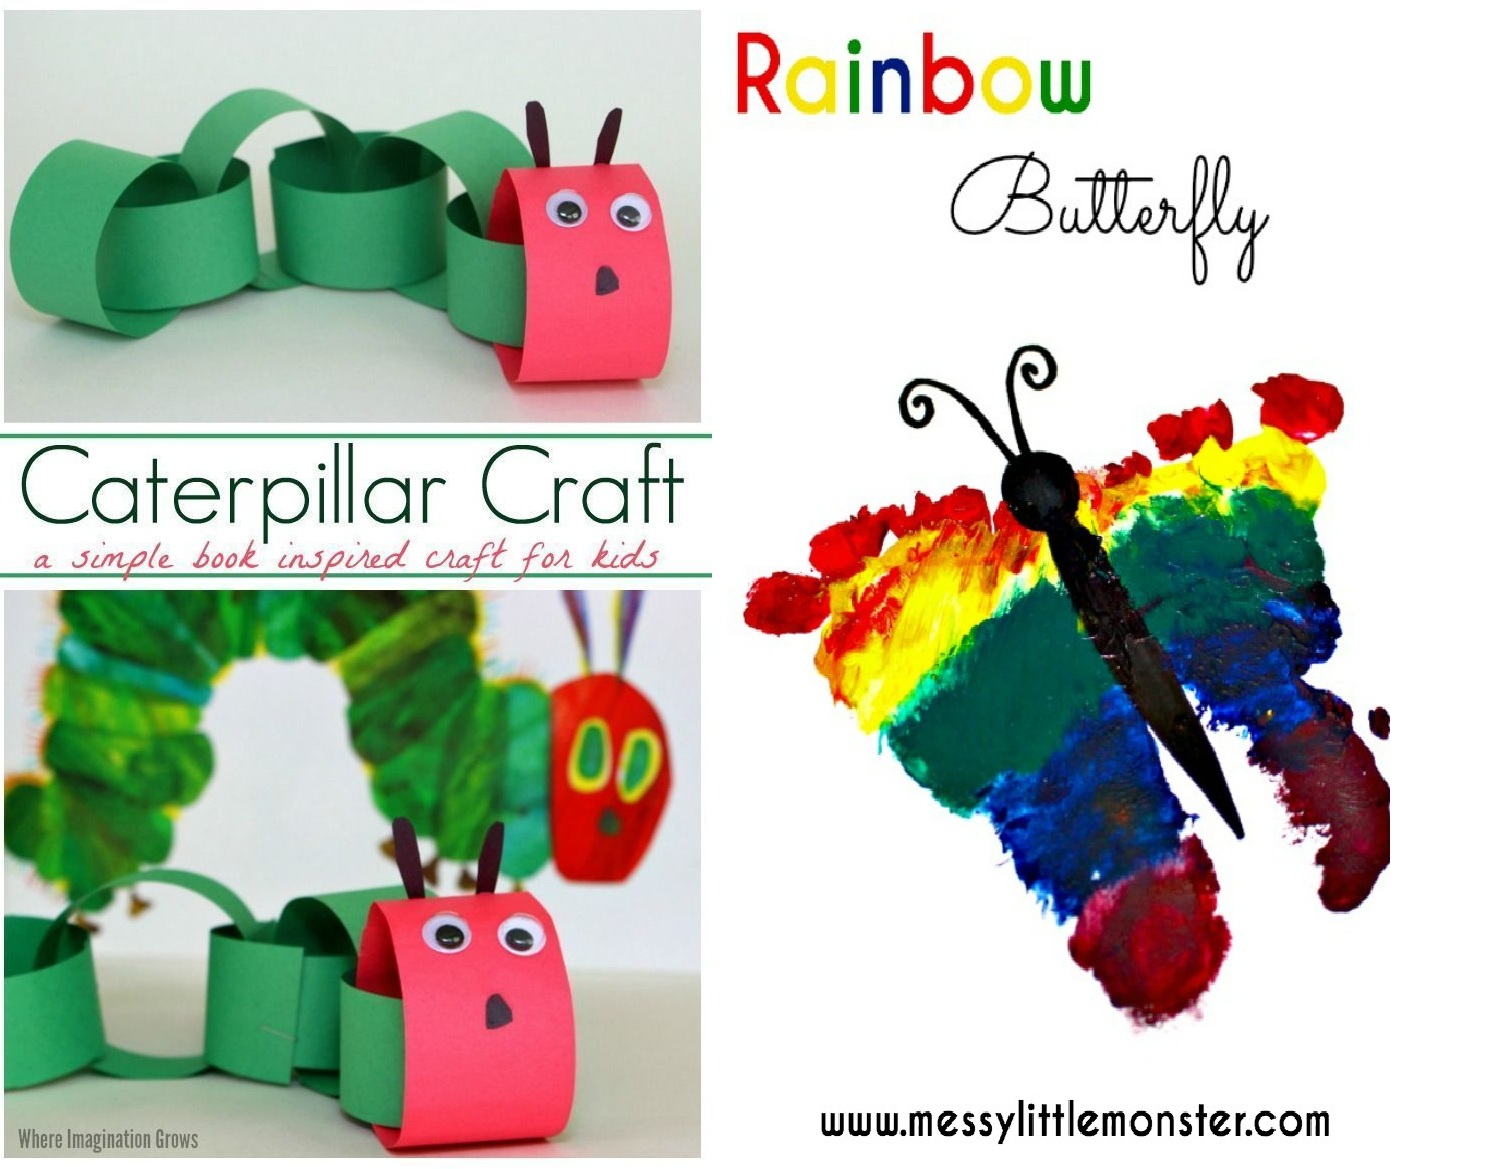 Caterpillar Craft
a simple book inspired craft for kids
Where Imagination Grows
Rainbow
Butterfly
www.messylittlemonster.com